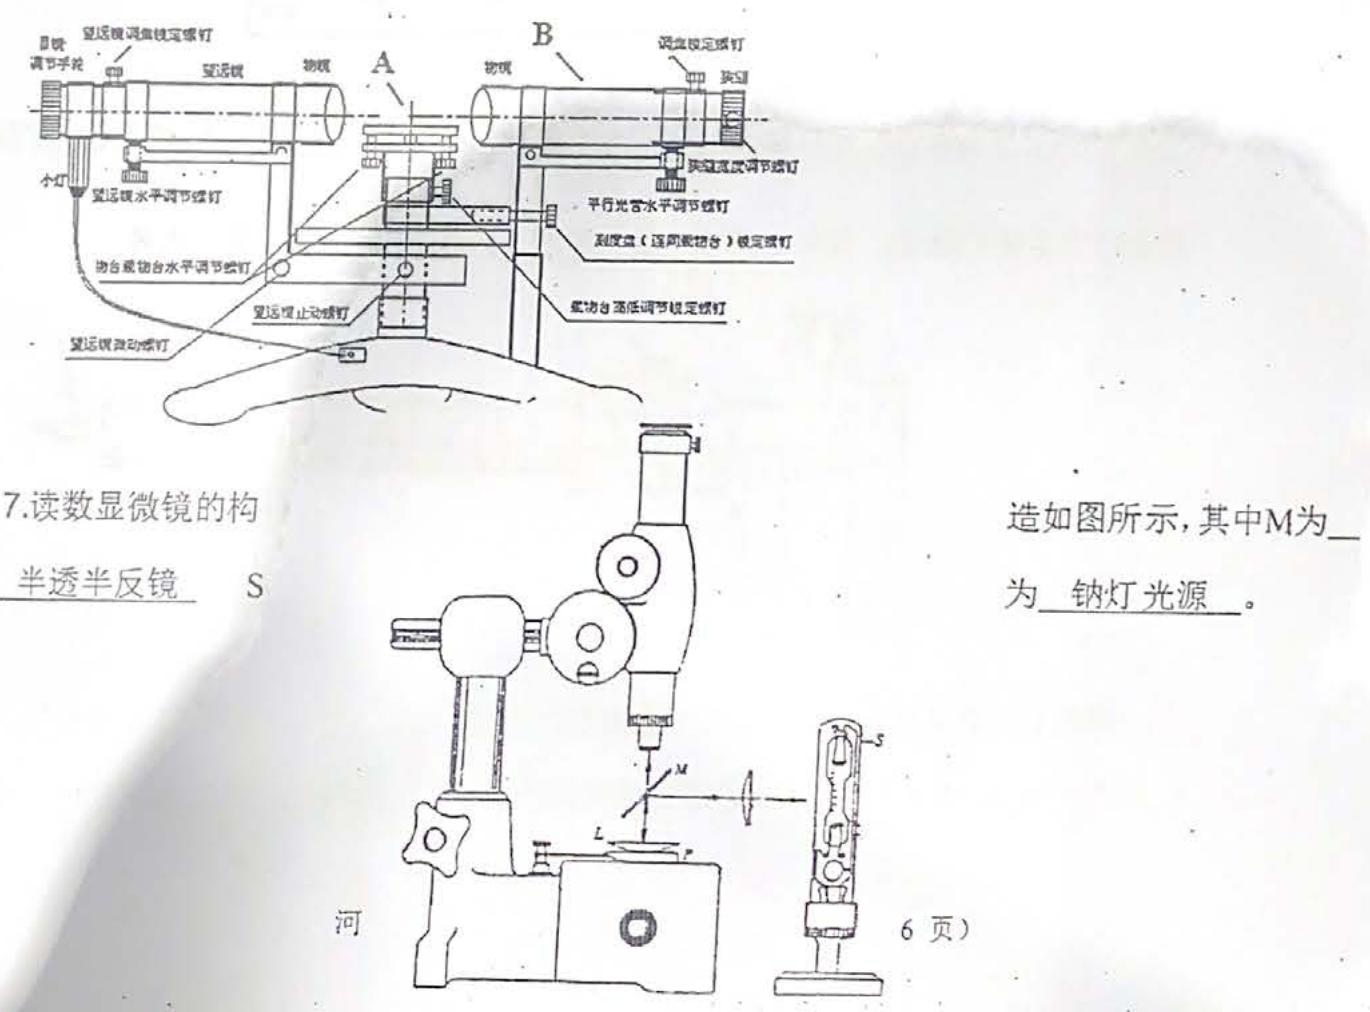 B
望远镜调焦锁定螺钉
调焦锁定螺钉
目镜
调节手轮
望远镜
物镜
A
物镜
狭缝
小灯
望远镜水平调节螺钉
狭缝宽度调节螺钉
平行光管水平调节螺钉
刻度盘(连同载物台)锁定螺钉
物台载物台水平调节螺钉
望远镜止动螺钉
载物台高低调节锁定螺钉
望远镜微动螺钉
7.读数显微镜的构 造如图所示,其中M为
半透半反镜 S 为 钠灯光源 。
M
S
L
P
河 6 页)